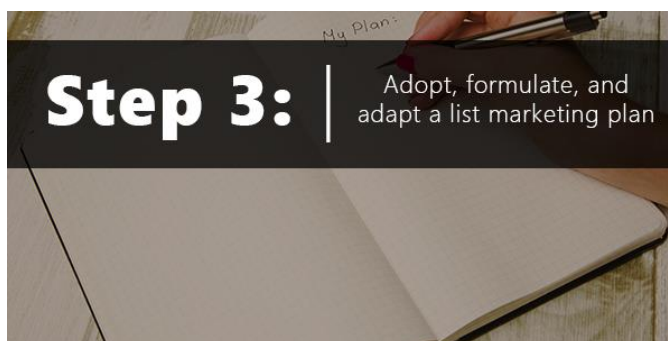 My Plan:
Step 3:
Adopt, formulate, and
adapt a list marketing plan